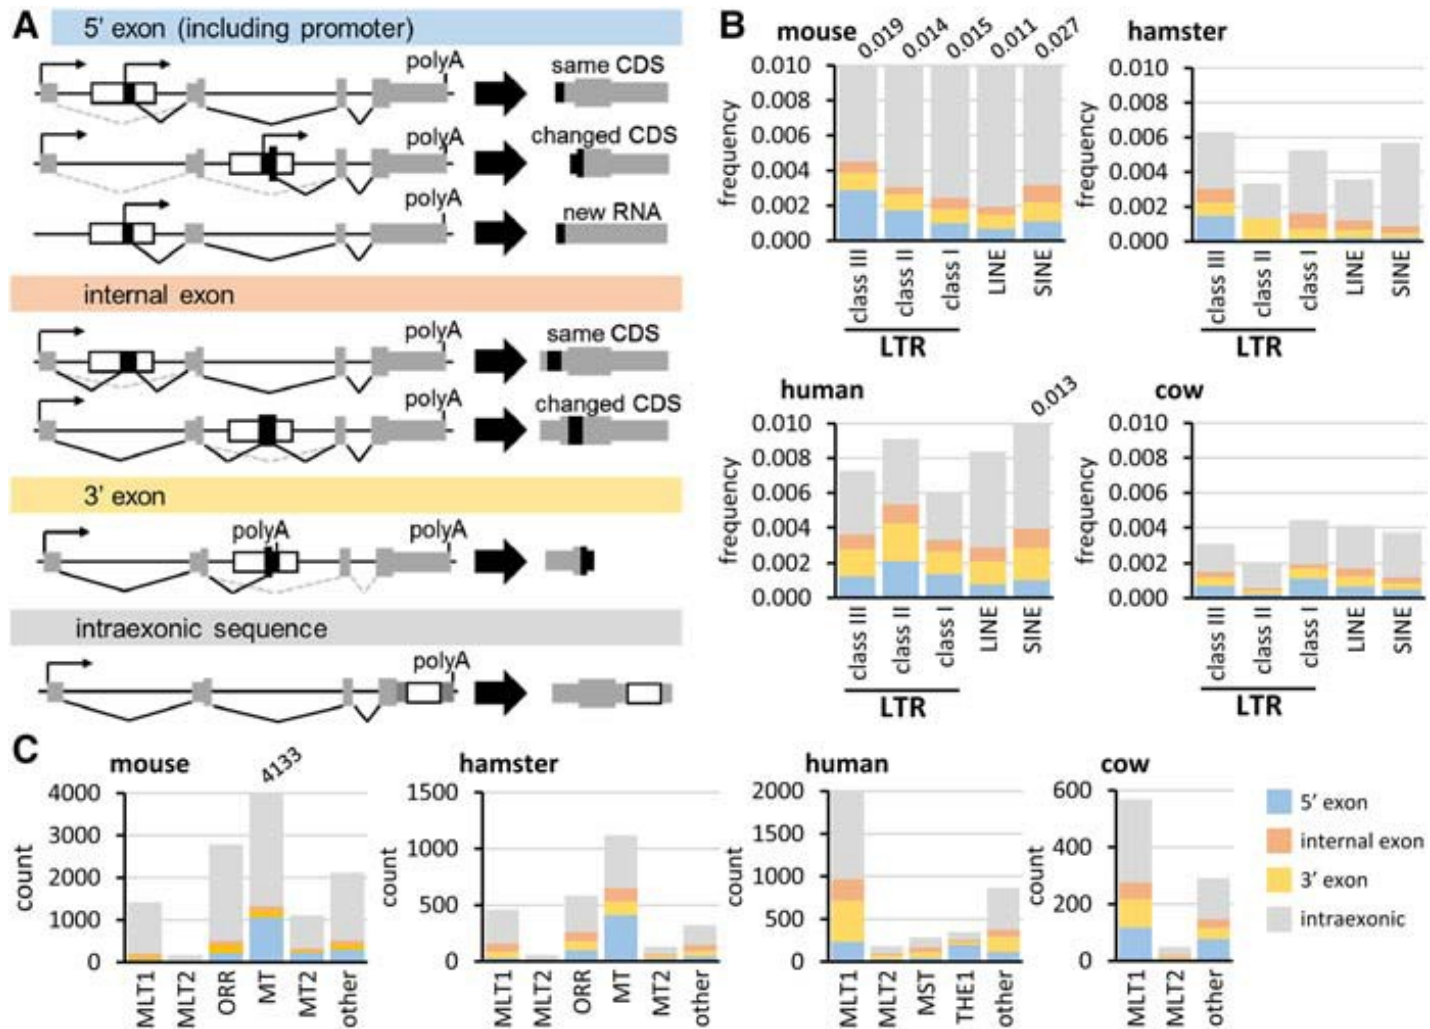 A
5' exon (including promoter)
polyA
same CDS
polyA
changed CDS
new RNA
internal exon
polyA
same CDS
polyA
changed CDS
3' exon
polyA
polyA
intraexonic sequence
polyA
B
mouse
0.019
0.014
0.015
0.011
0.027
frequency
0.010
0.008
0.006
0.004
0.002
0.000
class III
class II
class I
LINE
SINE
LTR
hamster
frequency
0.010
0.008
0.006
0.004
0.002
0.000
class III
class II
class I
LINE
SINE
LTR
human
0.013
frequency
0.010
0.008
0.006
0.004
0.002
0.000
class III
class II
class I
LINE
SINE
LTR
cow
frequency
0.010
0.008
0.006
0.004
0.002
0.000
class III
class II
class I
LINE
SINE
LTR
C
mouse
4133
count
4000
3000
2000
1000
0
MLT1
MLT2
ORR
MT
MT2
other
hamster
count
1500
1000
500
0
MLT1
MLT2
ORR
MT
MT2
other
human
count
2000
1500
1000
500
0
MLT1
MLT2
MST
THE1
other
cow
count
600
400
200
0
MLT1
MLT2
other
5' exon
internal exon
3' exon
intraexonic